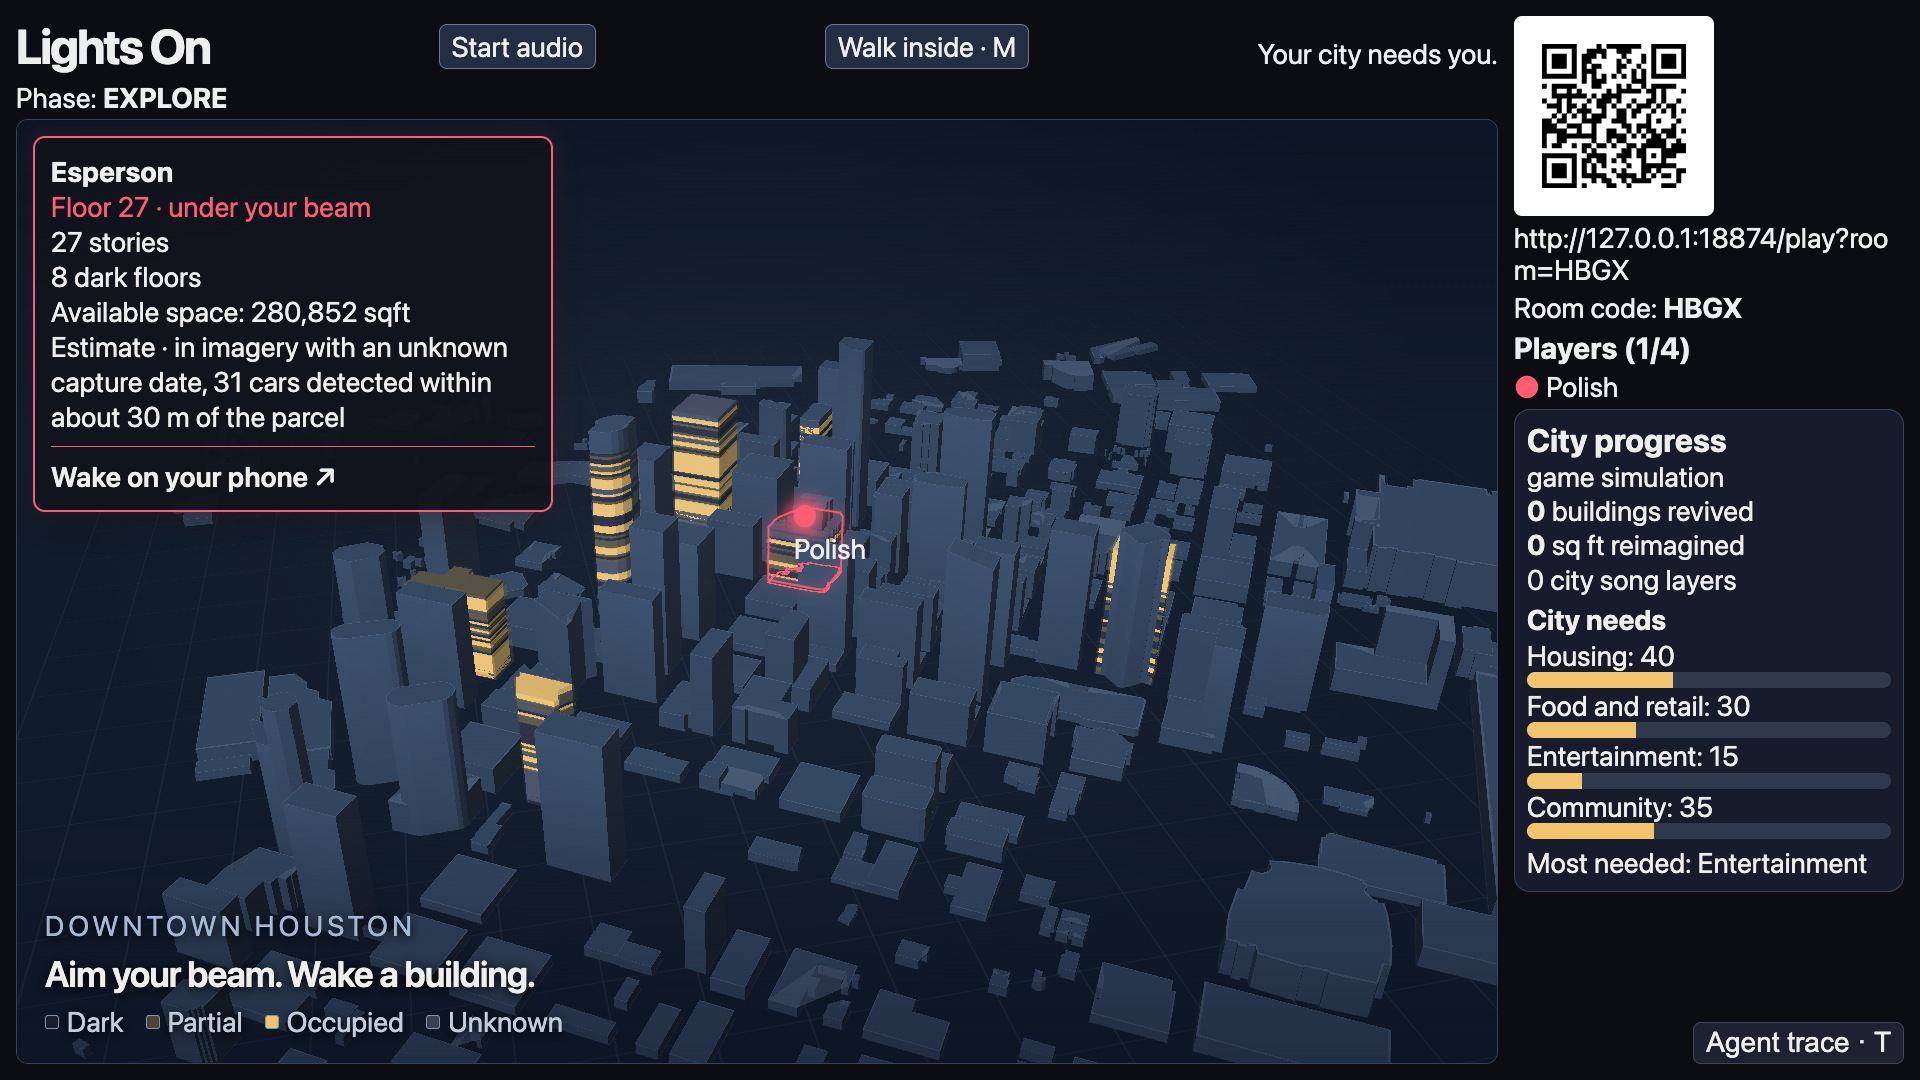 Lights On
Start audio
Walk inside · M
Your city needs you.
Phase: EXPLORE
Esperson
Floor 27 · under your beam
27 stories
8 dark floors
Available space: 280,852 sqft
Estimate · in imagery with an unknown
capture date, 31 cars detected within
about 30 m of the parcel
Wake on your phone ↗
Polish
DOWNTOWN HOUSTON
Aim your beam. Wake a building.
Dark
Partial
Occupied
Unknown
http://127.0.0.1:18874/play?roo
m=HBGX
Room code: HBGX
Players (1/4)
Polish
City progress
game simulation
0 buildings revived
0 sq ft reimagined
0 city song layers
City needs
Housing: 40
Food and retail: 30
Entertainment: 15
Community: 35
Most needed: Entertainment
Agent trace · T